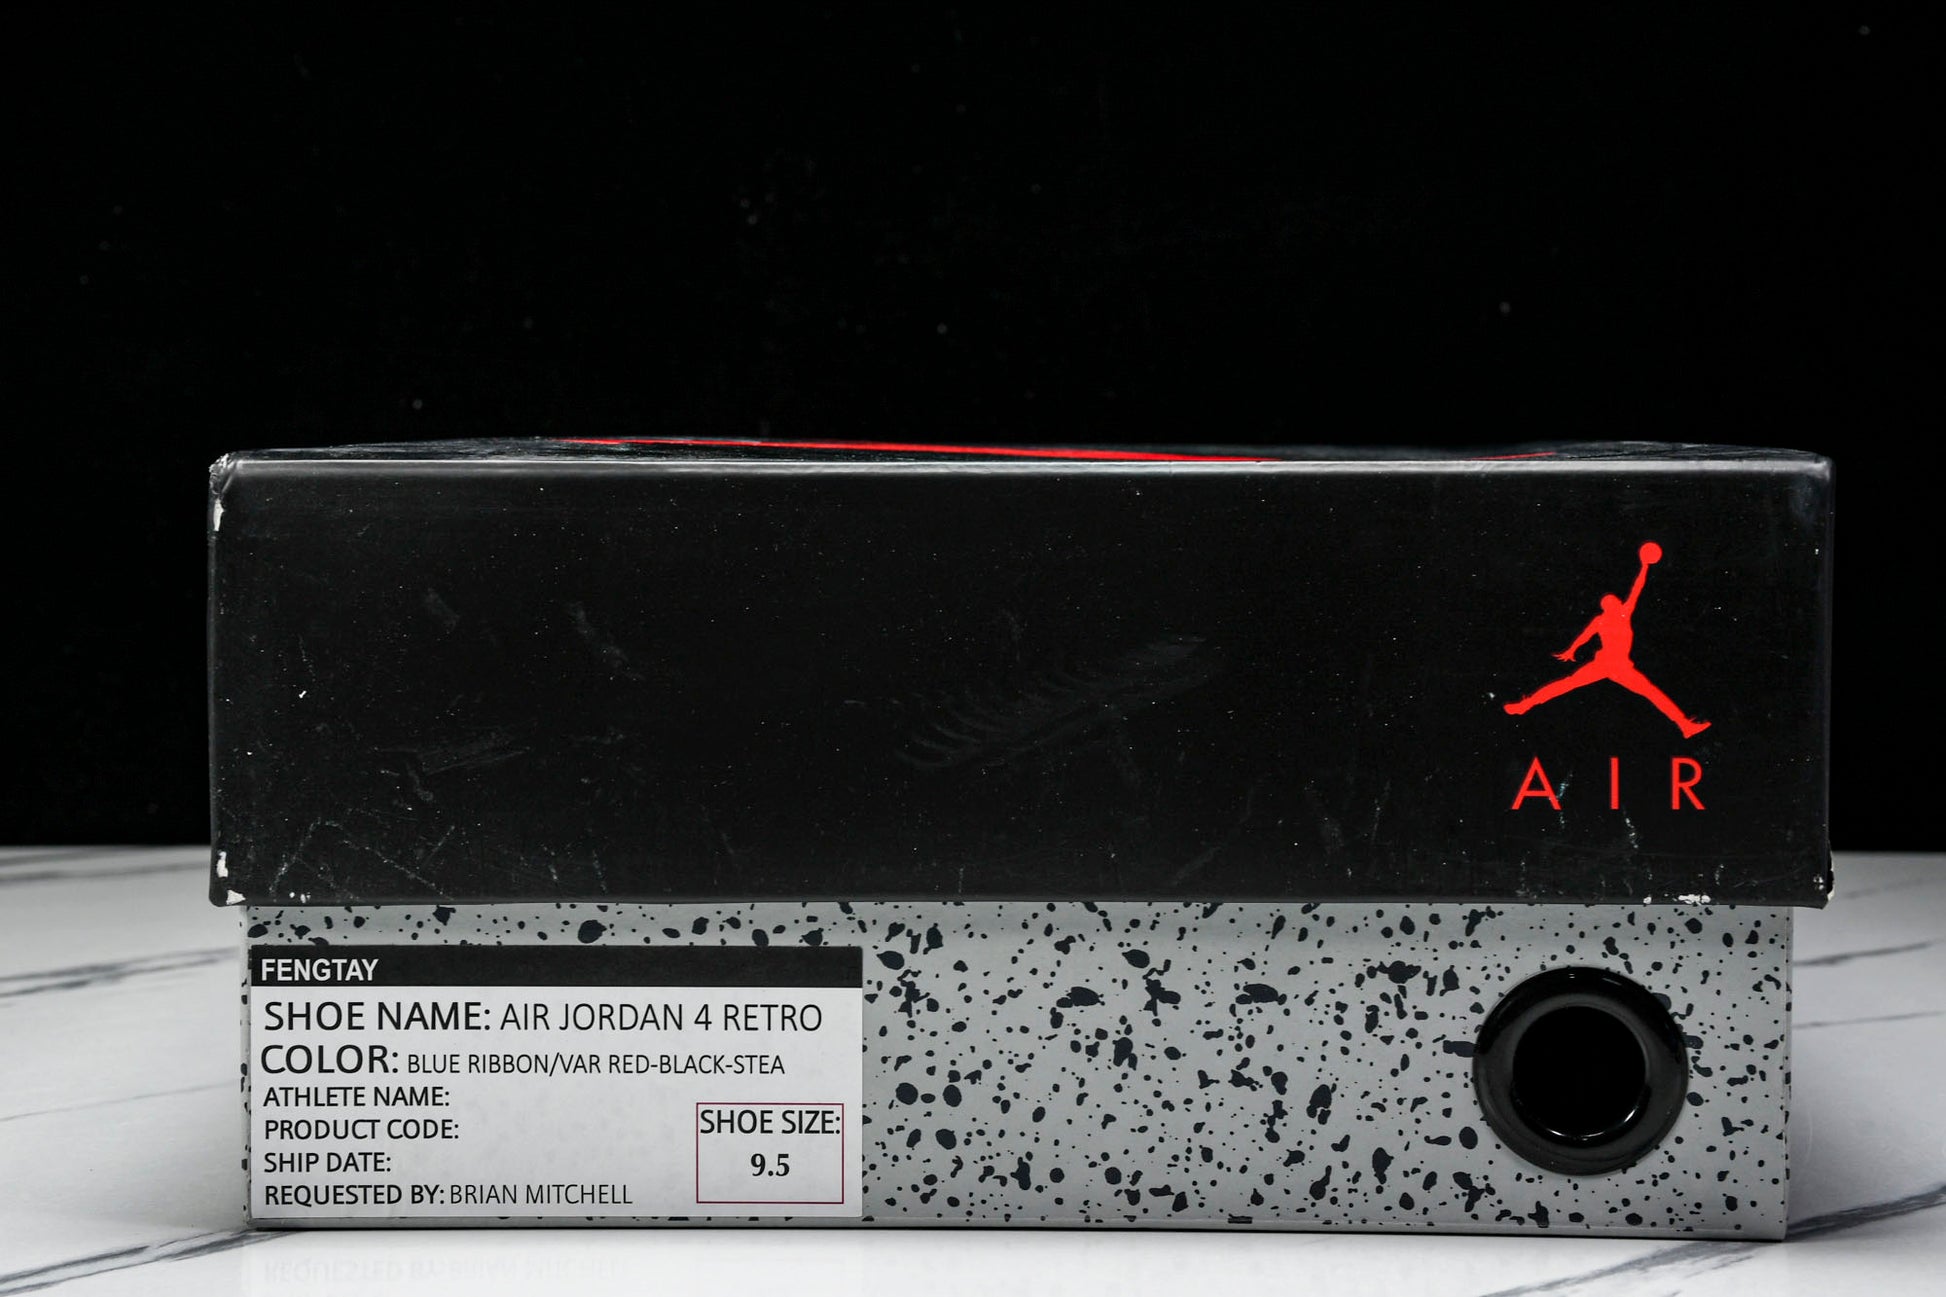 AIR
FENGTAY
SHOE NAME: AIR JORDAN 4 RETRO
COLOR: BLUE RIBBON/VAR RED-BLACK-STEA
ATHLETE NAME:
PRODUCT CODE:
SHIP DATE:
REQUESTED BY: BRIAN MITCHELL
SHOE SIZE:
9.5